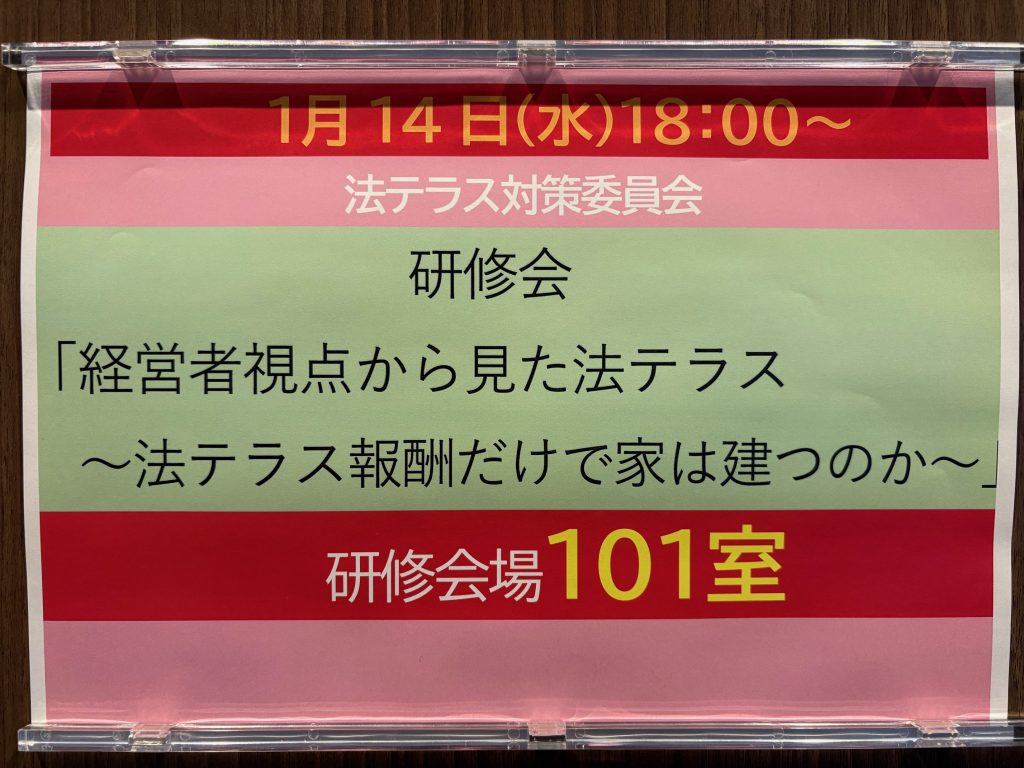 1月14日(水)18:00～
法テラス対策委員会
研修会
「経営者視点から見た法テラス
～法テラス報酬だけで家は建つのか～」
研修会場101室